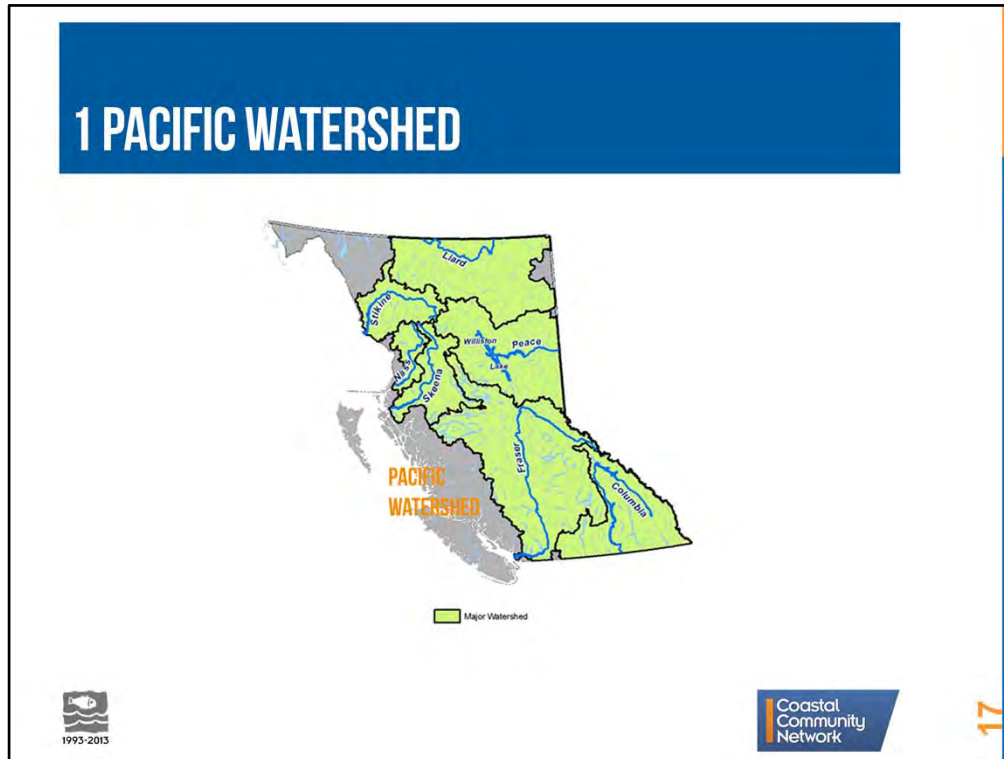 1 PACIFIC WATERSHED
Liard
Stikine
Williston
Lake
Peace
Nass
Skeena
Fraser
Columbia
PACIFIC
WATERSHED
Major Watershed
1993-2013
Coastal
Community
Network
17